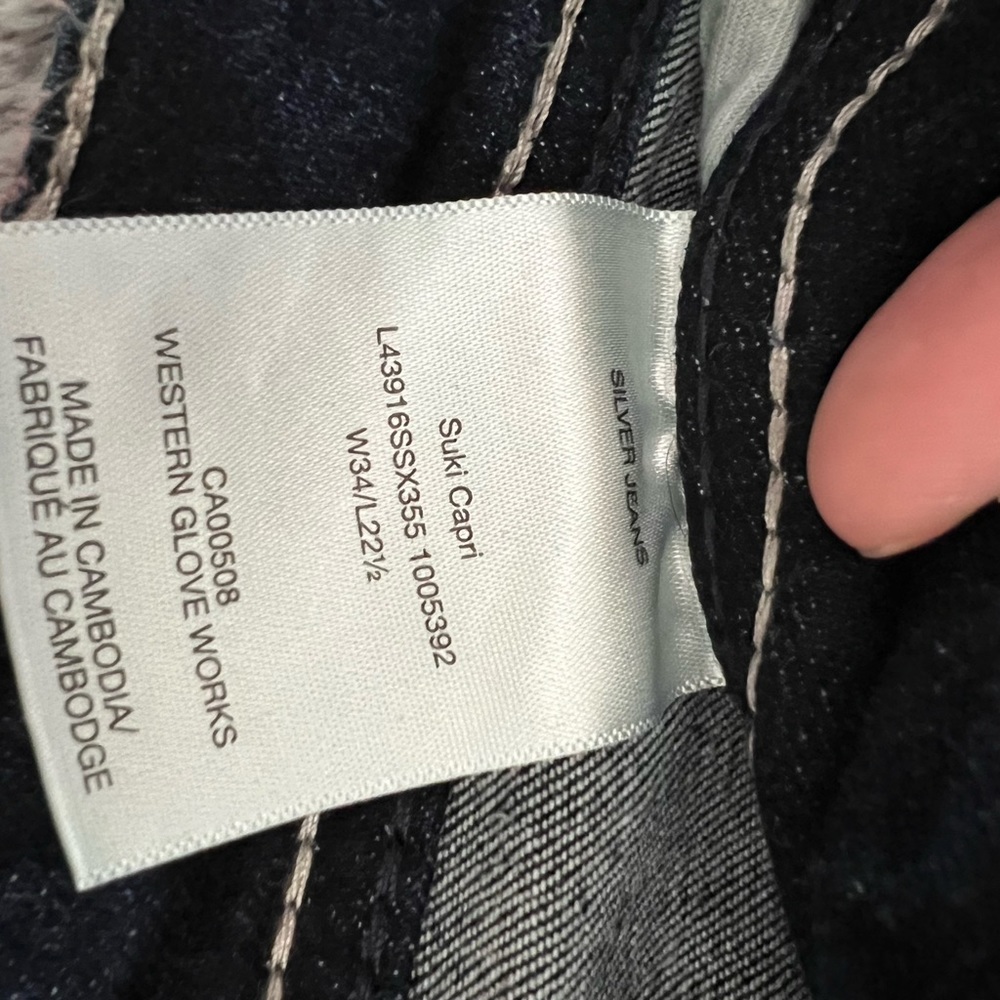 SILVER JEANS
Suki Capri
L43916SSX355 1005392
W34/L22½
CA00508
WESTERN GLOVE WORKS
MADE IN CAMBODIA/
FABRIQUÉ AU CAMBODGE